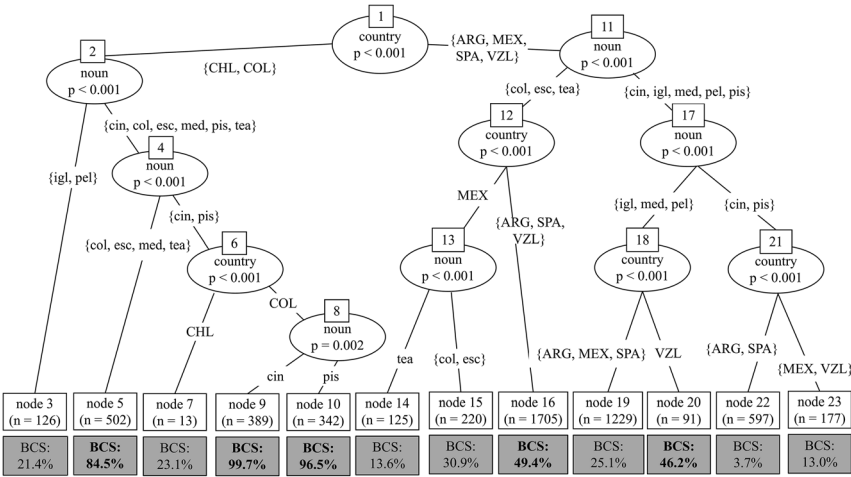 1
country
p < 0.001
{CHL, COL}
{ARG, MEX,
SPA, VZL}
2
noun
p < 0.001
11
noun
p < 0.001
{igl, pel}
{cin, col, esc, med, pis, tea}
{col, esc, tea}
{cin, igl, med, pel, pis}
4
noun
p < 0.001
12
country
p < 0.001
17
noun
p < 0.001
{col, esc, med, tea}
{cin, pis}
MEX
{ARG, SPA,
VZL}
{igl, med, pel}
{cin, pis}
6
country
p < 0.001
13
noun
p < 0.001
18
country
p < 0.001
21
country
p < 0.001
CHL
COL
8
noun
p = 0.002
cin
pis
tea
{col, esc}
{ARG, MEX, SPA}
VZL
{ARG, SPA}
{MEX, VZL}
node 3
(n = 126)
node 5
(n = 502)
node 7
(n = 13)
node 9
(n = 389)
node 10
(n = 342)
node 14
(n = 125)
node 15
(n = 220)
node 16
(n = 1705)
node 19
(n = 1229)
node 20
(n = 91)
node 22
(n = 597)
node 23
(n = 177)
BCS:
21.4%
BCS:
84.5%
BCS:
23.1%
BCS:
99.7%
BCS:
96.5%
BCS:
13.6%
BCS:
30.9%
BCS:
49.4%
BCS:
25.1%
BCS:
46.2%
BCS:
3.7%
BCS:
13.0%